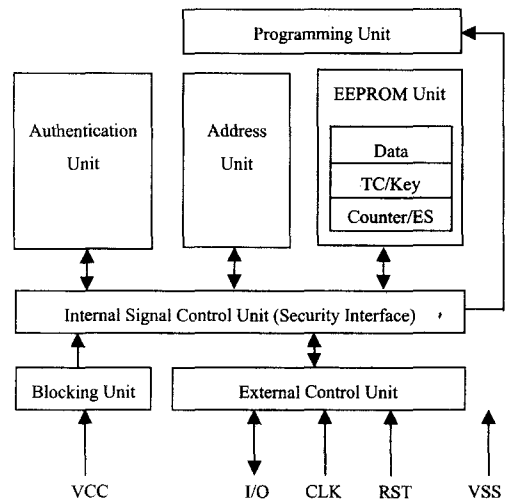 Programming Unit
Authentication
Unit
Address
Unit
EEPROM Unit
Data
TC/Key
Counter/ES
Internal Signal Control Unit (Security Interface)
Blocking Unit
External Control Unit
VCC
I/O
CLK
RST
VSS